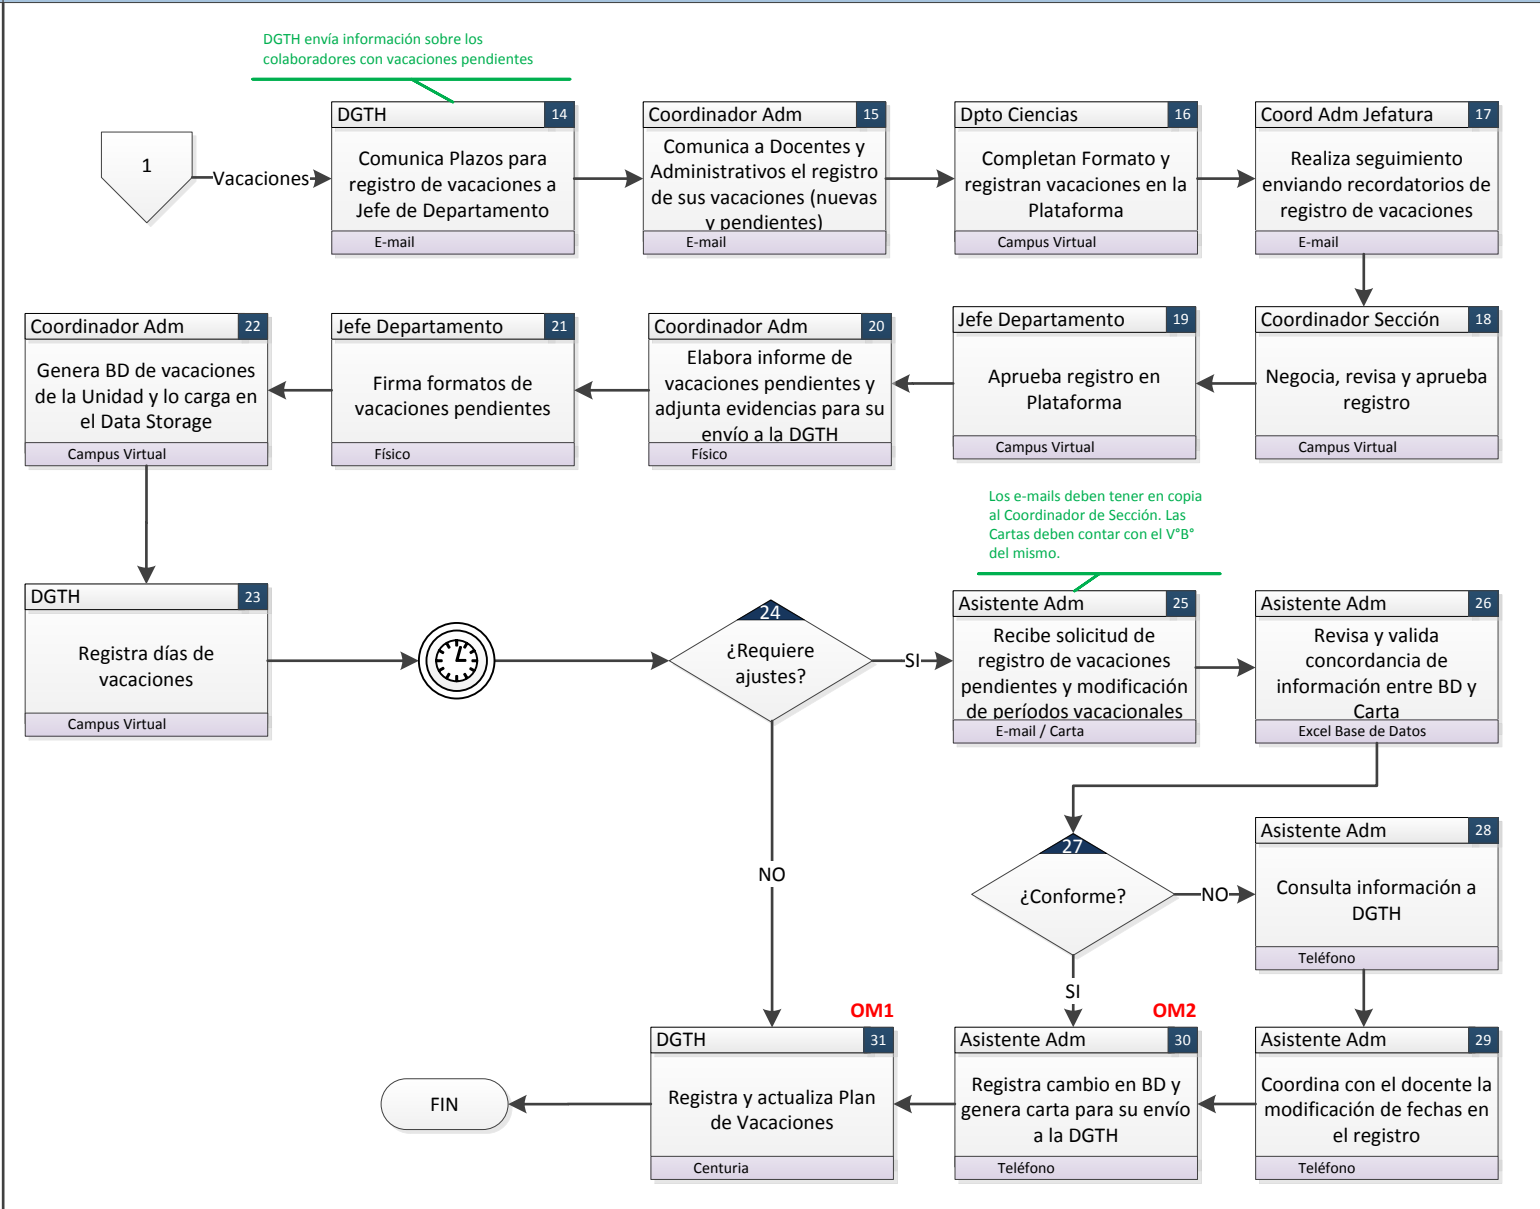 DGTH envía información sobre los
colaboradores con vacaciones pendientes
1
Vacaciones
DGTH
14
Comunica Plazos para
registro de vacaciones a
Jefe de Departamento
E-mail
Coordinador Adm
15
Comunica a Docentes y
Administrativos el registro
de sus vacaciones (nuevas
y pendientes)
E-mail
Dpto Ciencias
16
Completan Formato y
registran vacaciones en la
Plataforma
Campus Virtual
Coord Adm Jefatura
17
Realiza seguimiento
enviando recordatorios de
registro de vacaciones
E-mail
Coordinador Sección
18
Negocia, revisa y aprueba
registro
Campus Virtual
Jefe Departamento
19
Aprueba registro en
Plataforma
Campus Virtual
Coordinador Adm
20
Elabora informe de
vacaciones pendientes y
adjunta evidencias para su
envío a la DGTH
Físico
Jefe Departamento
21
Firma formatos de
vacaciones pendientes
Físico
Coordinador Adm
22
Genera BD de vacaciones
de la Unidad y lo carga en
el Data Storage
Campus Virtual
DGTH
23
Registra días de
vacaciones
Campus Virtual
24
¿Requiere
ajustes?
SI
NO
Los e-mails deben tener en copia
al Coordinador de Sección. Las
Cartas deben contar con el V°B°
del mismo.
Asistente Adm
25
Recibe solicitud de
registro de vacaciones
pendientes y modificación
de períodos vacacionales
E-mail / Carta
Asistente Adm
26
Revisa y valida
concordancia de
información entre BD y
Carta
Excel Base de Datos
27
¿Conforme?
NO
SI
Asistente Adm
28
Consulta información a
DGTH
Teléfono
Asistente Adm
29
Coordina con el docente la
modificación de fechas en
el registro
Teléfono
OM2
Asistente Adm
30
Registra cambio en BD y
genera carta para su envío
a la DGTH
Teléfono
OM1
DGTH
31
Registra y actualiza Plan
de Vacaciones
Centuria
FIN